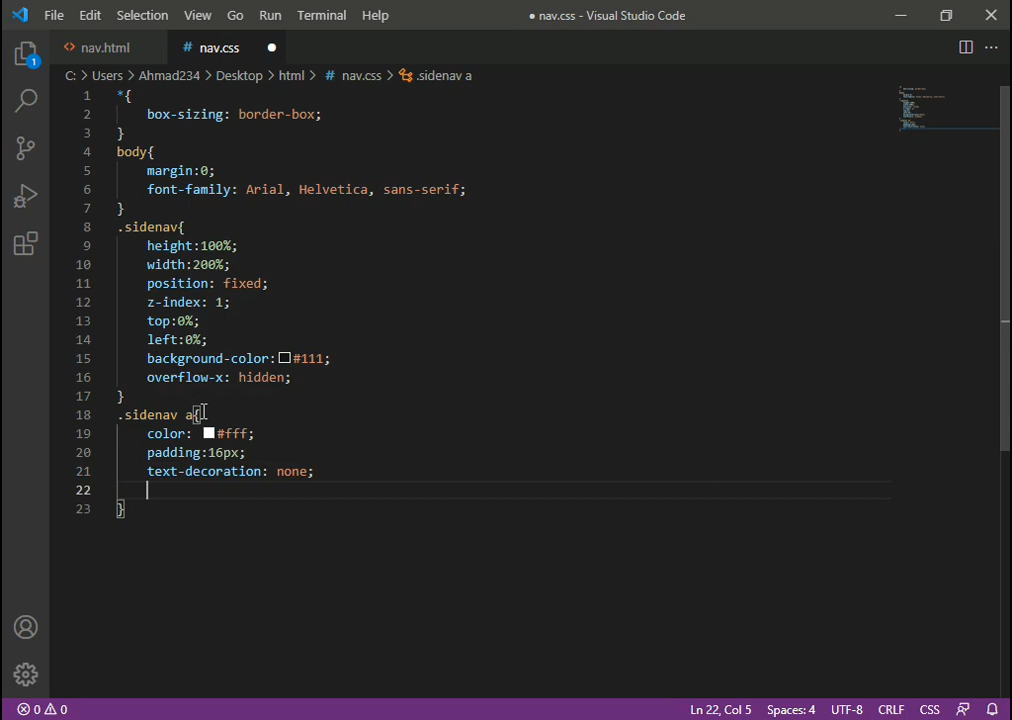 File Edit Selection View Go Run Terminal Help ● nav.css - Visual Studio Code
<> nav.html # nav.css
1
C: > Users > Ahmad234 > Desktop > html > # nav.css > .sidenav a
1 *{
2 box-sizing: border-box;
3 }
4 body{
5 margin:0;
6 font-family: Arial, Helvetica, sans-serif;
7 }
8 .sidenav{
9 height:100%;
10 width:200%;
11 position: fixed;
12 z-index: 1;
13 top:0%;
14 left:0%;
15 background-color:#111;
16 overflow-x: hidden;
17 }
18 .sidenav a{
19 color: #fff;
20 padding:16px;
21 text-decoration: none;
22
23 }
0 0 Ln 22, Col 5 Spaces: 4 UTF-8 CRLF CSS